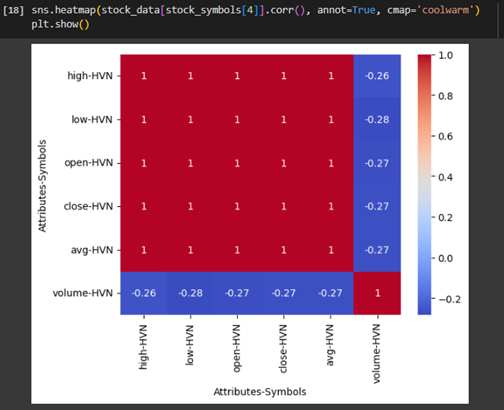 [18] sns.heatmap(stock_data[stock_symbols[4]].corr(), annot=True, cmap='coolwarm')
plt.show()
high-HVN 1 1 1 1 1 -0.26
low-HVN 1 1 1 1 1 -0.28
open-HVN 1 1 1 1 1 -0.27
close-HVN 1 1 1 1 1 -0.27
avg-HVN 1 1 1 1 1 -0.27
volume-HVN -0.26 -0.28 -0.27 -0.27 -0.27 1
Attributes-Symbols
high-HVN
low-HVN
open-HVN
close-HVN
avg-HVN
volume-HVN
Attributes-Symbols
1.0
0.8
0.6
0.4
0.2
0.0
−0.2